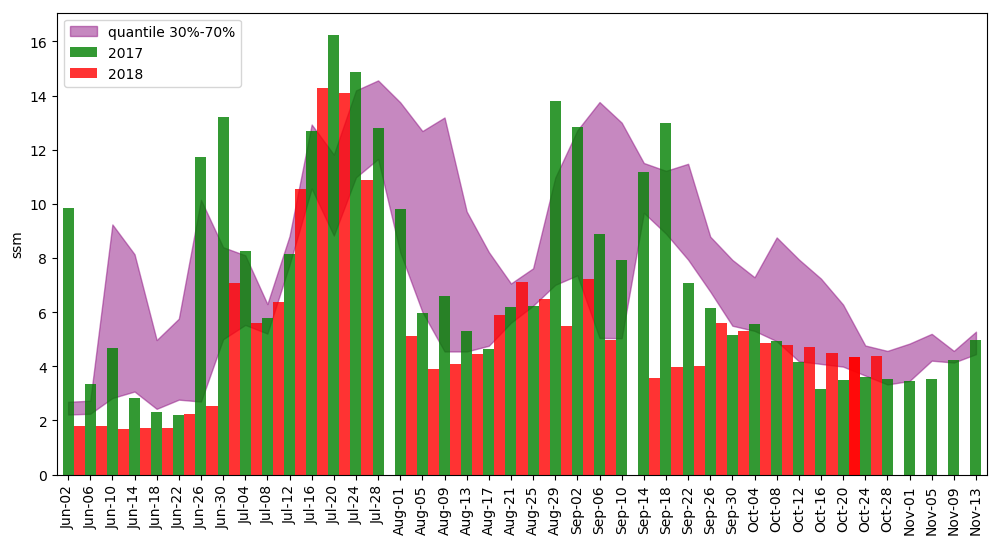 quantile 30%-70%
2017
2018
ssm
16
14
12
10
8
6
4
2
0
Jun-02
Jun-06
Jun-10
Jun-14
Jun-18
Jun-22
Jun-26
Jun-30
Jul-04
Jul-08
Jul-12
Jul-16
Jul-20
Jul-24
Jul-28
Aug-01
Aug-05
Aug-09
Aug-13
Aug-17
Aug-21
Aug-25
Aug-29
Sep-02
Sep-06
Sep-10
Sep-14
Sep-18
Sep-22
Sep-26
Sep-30
Oct-04
Oct-08
Oct-12
Oct-16
Oct-20
Oct-24
Oct-28
Nov-01
Nov-05
Nov-09
Nov-13